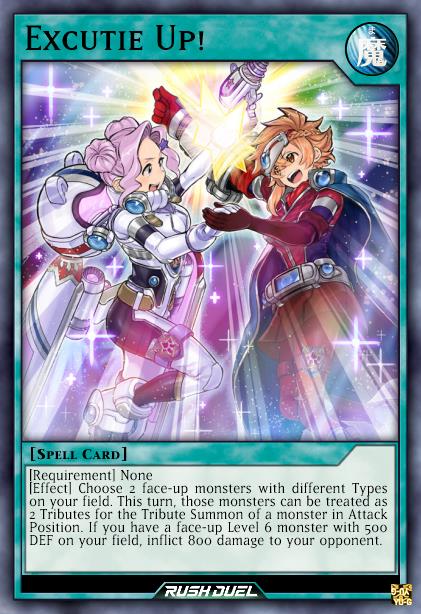 Excutie Up!
ま
魔
[Spell Card]
[Requirement] None
[Effect] Choose 2 face-up monsters with different Types
on your field. This turn, those monsters can be treated as
2 Tributes for the Tribute Summon of a monster in Attack
Position. If you have a face-up Level 6 monster with 500
DEF on your field, inflict 800 damage to your opponent.
RUSH DUEL